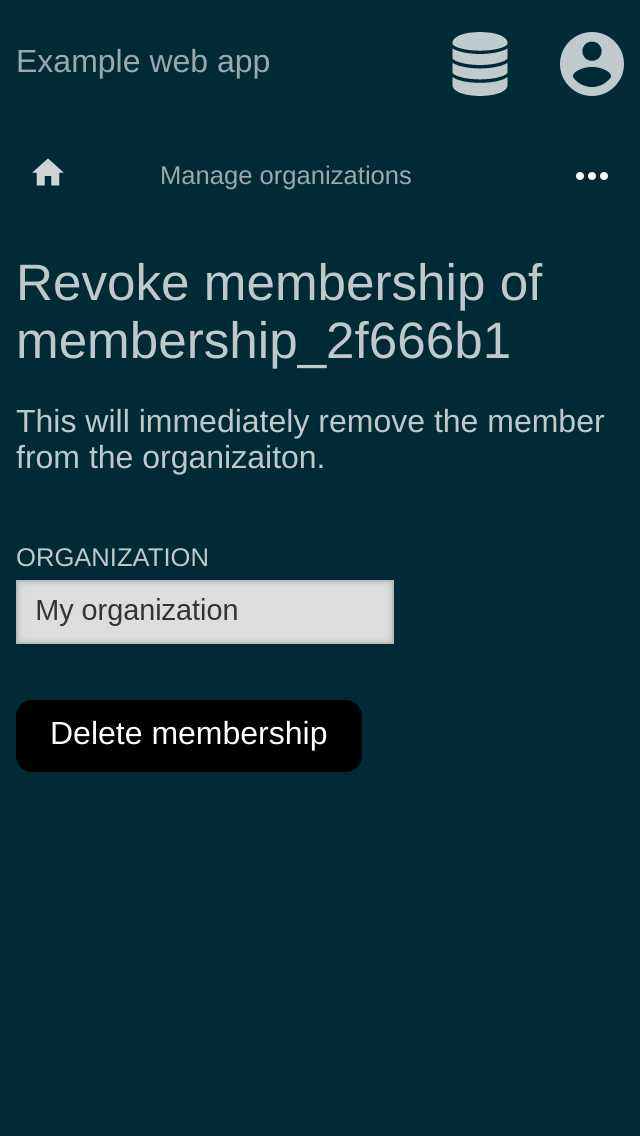 Example web app
Manage organizations
Revoke membership of
membership_2f666b1
This will immediately remove the member
from the organizaiton.
ORGANIZATION
My organization
Delete membership